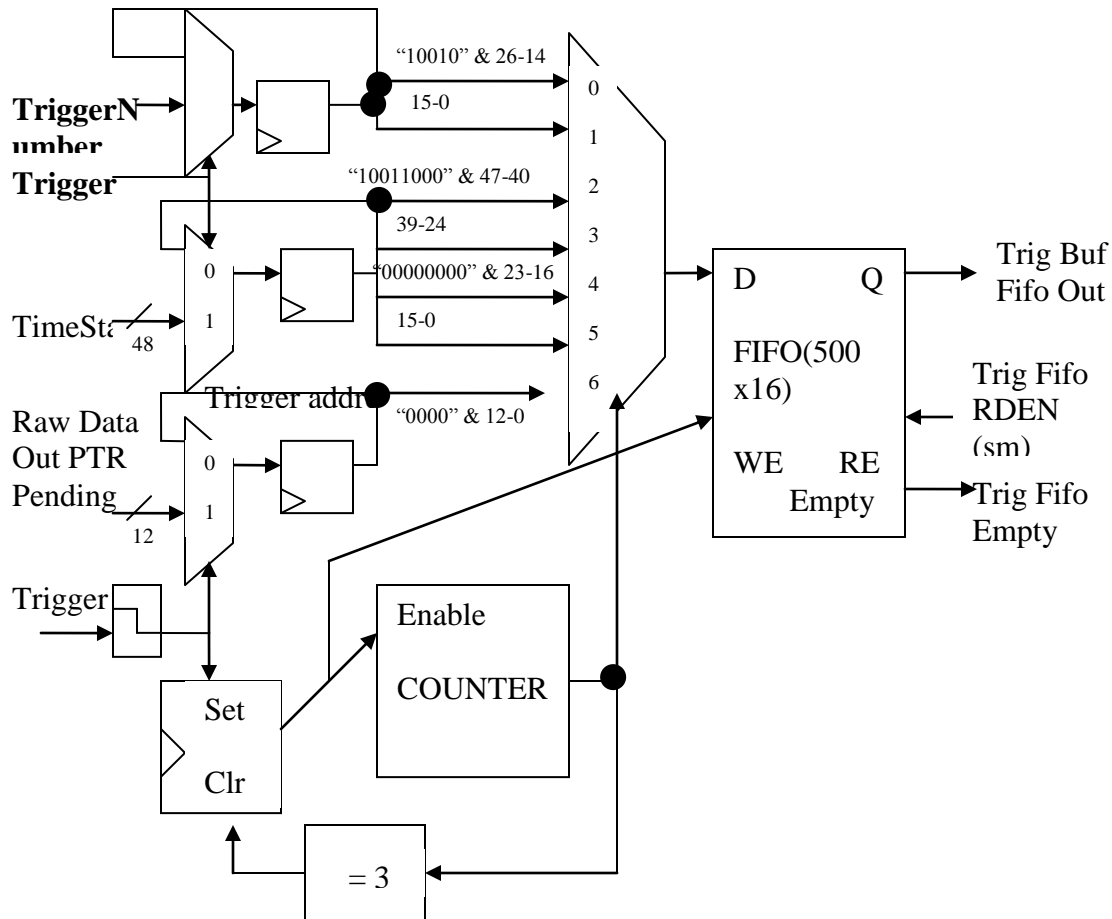 "10010" & 26-14
15-0
TriggerN
umber
Trigger
"10011000" & 47-40
39-24
"00000000" & 23-16
15-0
0
1
2
3
4
5
6
0
1
TimeSta
48
Trigger addr
"0000" & 12-0
Raw Data
Out PTR
Pending
0
1
12
D Q
FIFO(500
x16)
WE RE
Empty
Trig Buf
Fifo Out
Trig Fifo
RDEN
(sm)
Trig Fifo
Empty
Trigger
Enable
COUNTER
Set
Clr
= 3